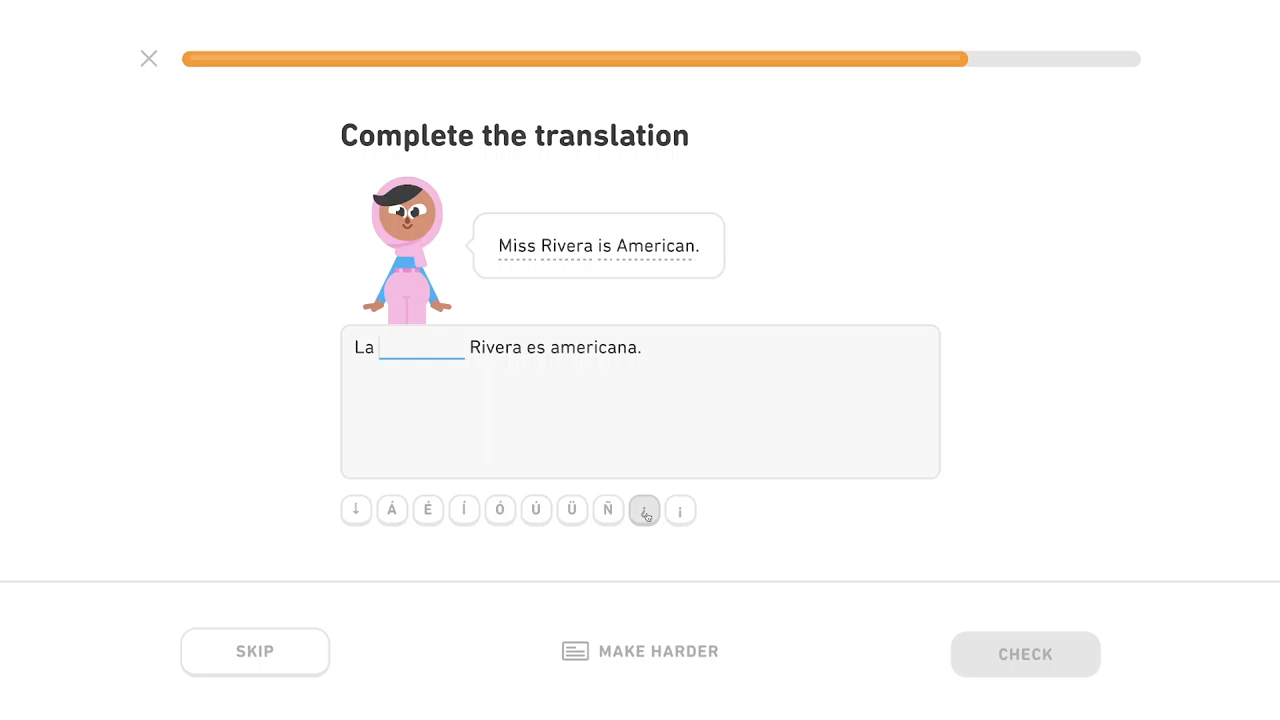 Complete the translation
Miss Rivera is American.
La Rivera es americana.
↓ Á É Í Ó Ú Ü Ñ ¿ ¡
SKIP
MAKE HARDER
CHECK